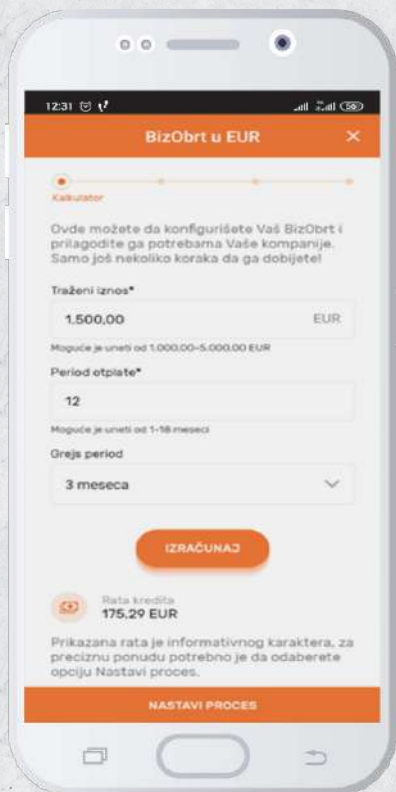 12:31
BizObrt u EUR
Kalkulator
Ovde možete da konfigurišete Vaš BizObrt i
prilagodite ga potrebama Vaše kompanije.
Samo još nekoliko koraka da ga dobijete!
Traženi iznos*
1.500,00 EUR
Moguće je uneti od 1.000,00-5.000,00 EUR
Period otplate*
12
Moguće je uneti od 1-18 meseci
Grejs period
3 meseca
IZRAČUNAJ
Rata kredita
175,29 EUR
Prikazana rata je informativnog karaktera, za
preciznu ponudu potrebno je da odaberete
opciju Nastavi proces.
NASTAVI PROCES